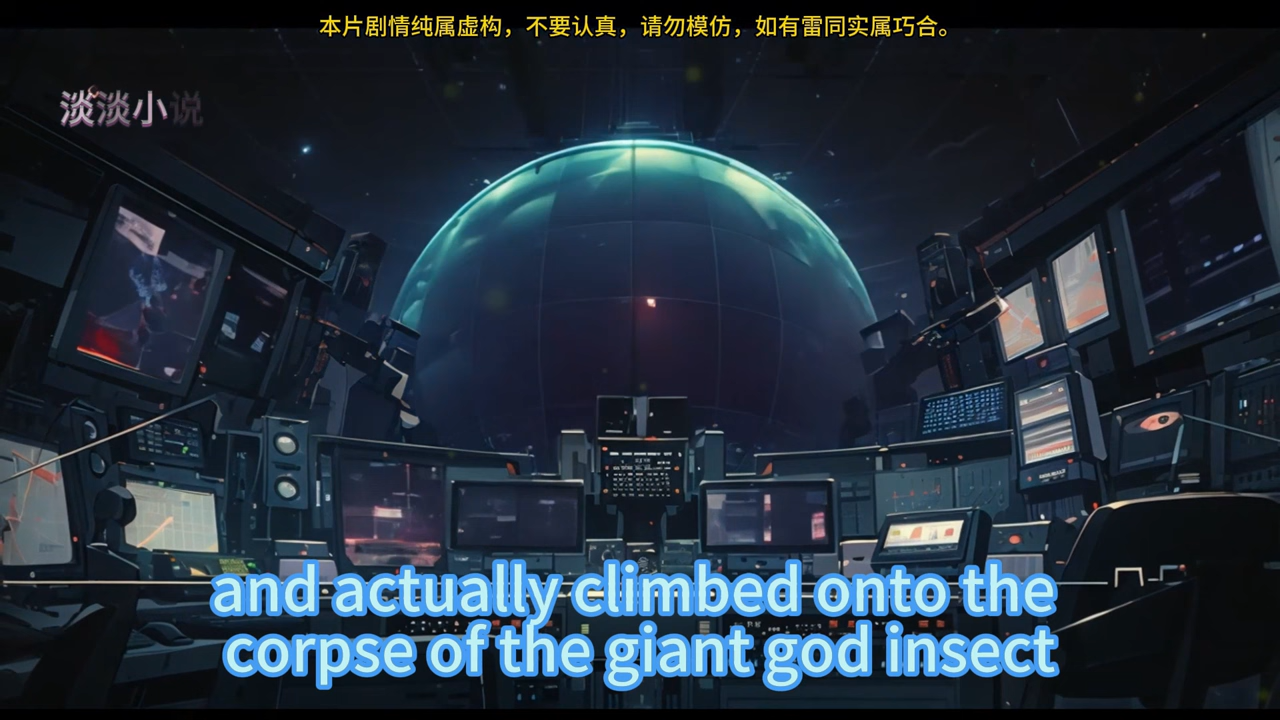 本片剧情纯属虚构，不要认真，请勿模仿，如有雷同实属巧合。
淡淡小说
and actually climbed onto the
corpse of the giant god insect